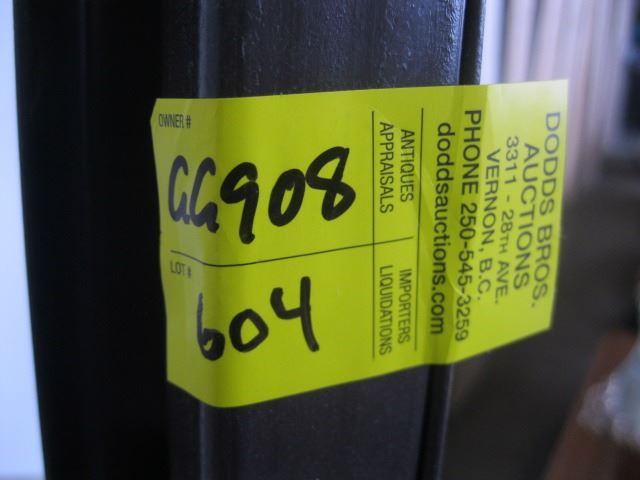 DODDS BROS.
AUCTIONS
3311 - 28TH AVE.
VERNON, B.C.
PHONE 250-545-3259
doddsauctions.com
ANTIQUES
APPRAISALS
IMPORTERS
LIQUIDATIONS
OWNER #
GG908
LOT #
604